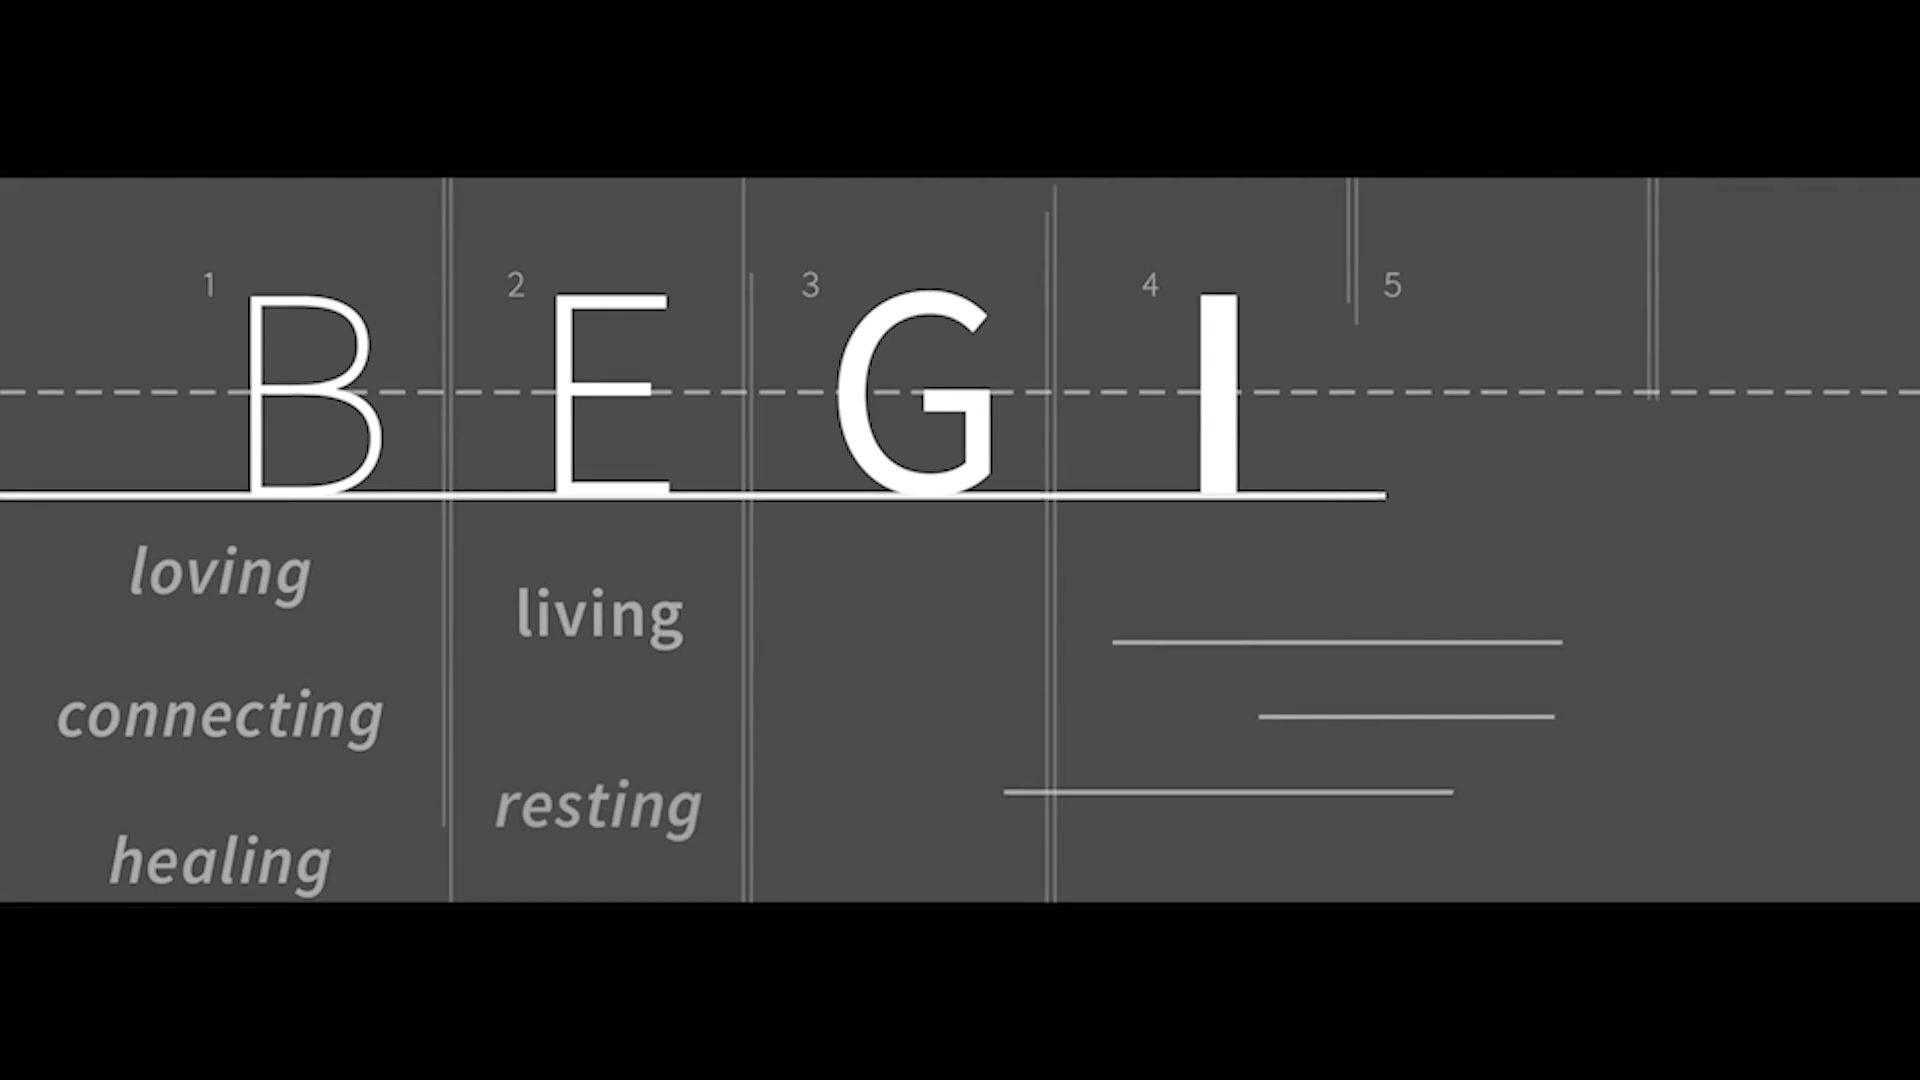 1 B 2 E 3 G 4 I 5
loving
living
connecting
resting
healing